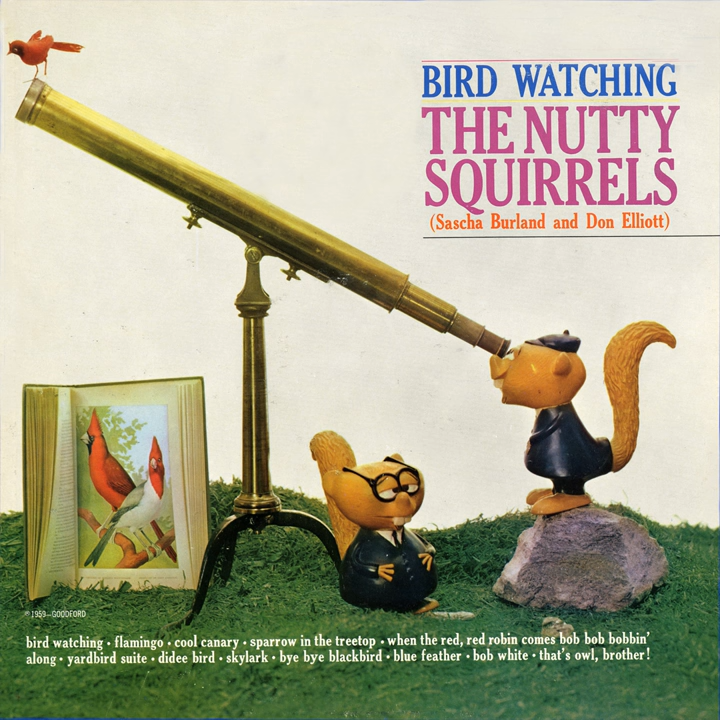 BIRD WATCHING
THE NUTTY
SQUIRRELS
(Sascha Burland and Don Elliott)
© 1959—GOODFORD
bird watching • flamingo • cool canary • sparrow in the treetop • when the red, red robin comes bob bob bobbin'
along • yardbird suite • didee bird • skylark • bye bye blackbird • blue feather • bob white • that's owl, brother!